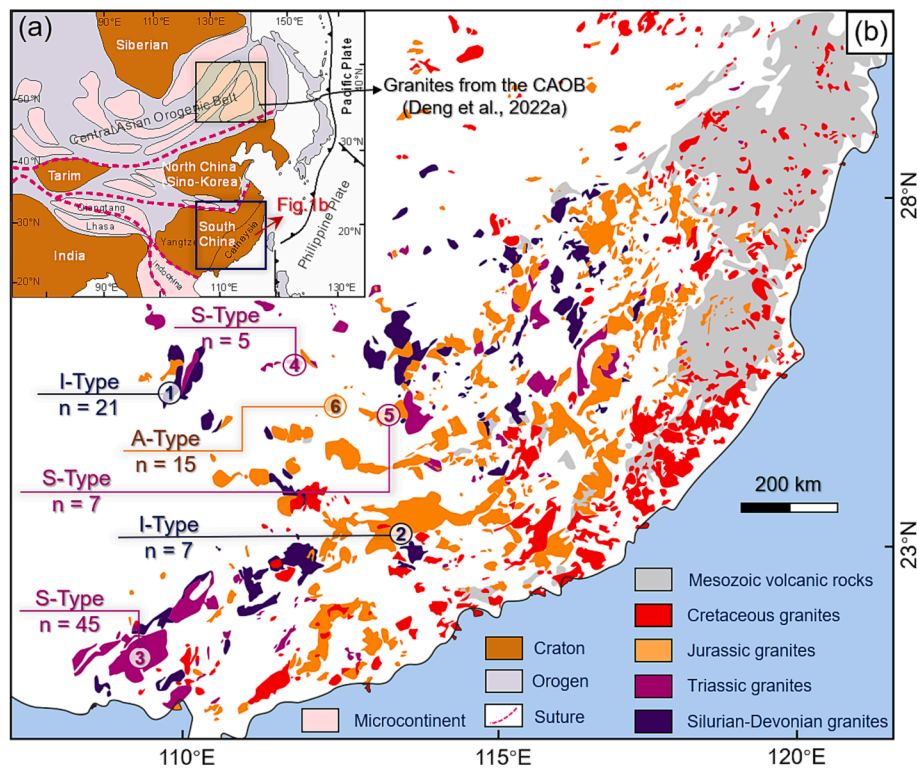 (a)
90°E
110°E
130°E
150°E
(b)
Siberian
Pacific Plate
40°N
Granites from the CAOB
(Deng et al., 2022a)
50°N
Central Asian Orogenic Belt
30°N
40°N
Tarim
North China
(Sino-Korea)
Qiangtang
Fig.1b
28°N
30°N
Lhasa
Yangtze
South
China
Cathaysia
20°N
Philippine Plate
India
Indochina
20°N
90°E
110°E
130°E
S-Type
n = 5
4
I-Type
n = 21
1
6
5
A-Type
n = 15
S-Type
n = 7
200 km
I-Type
n = 7
2
23°N
S-Type
n = 45
3
Mesozoic volcanic rocks
Cretaceous granites
Craton
Jurassic granites
Orogen
Triassic granites
Microcontinent
Suture
Silurian-Devonian granites
110°E
115°E
120°E